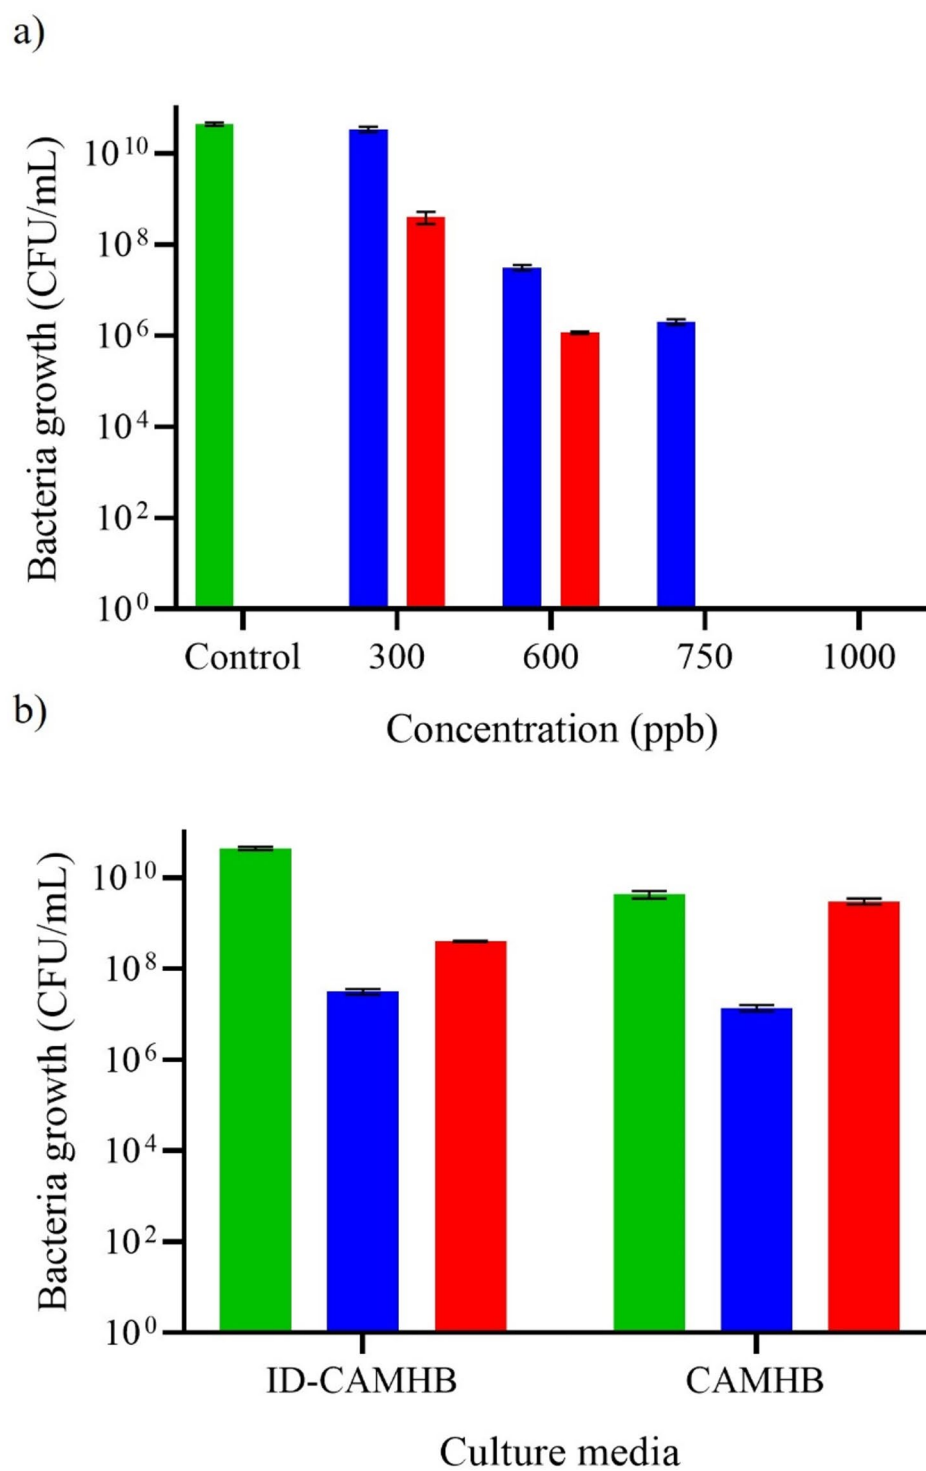 a)
Bacteria growth (CFU/mL)
10^10
10^8
10^6
10^4
10^2
10^0
Control 300 600 750 1000
Concentration (ppb)
b)
Bacteria growth (CFU/mL)
10^10
10^8
10^6
10^4
10^2
10^0
ID-CAMHB CAMHB
Culture media